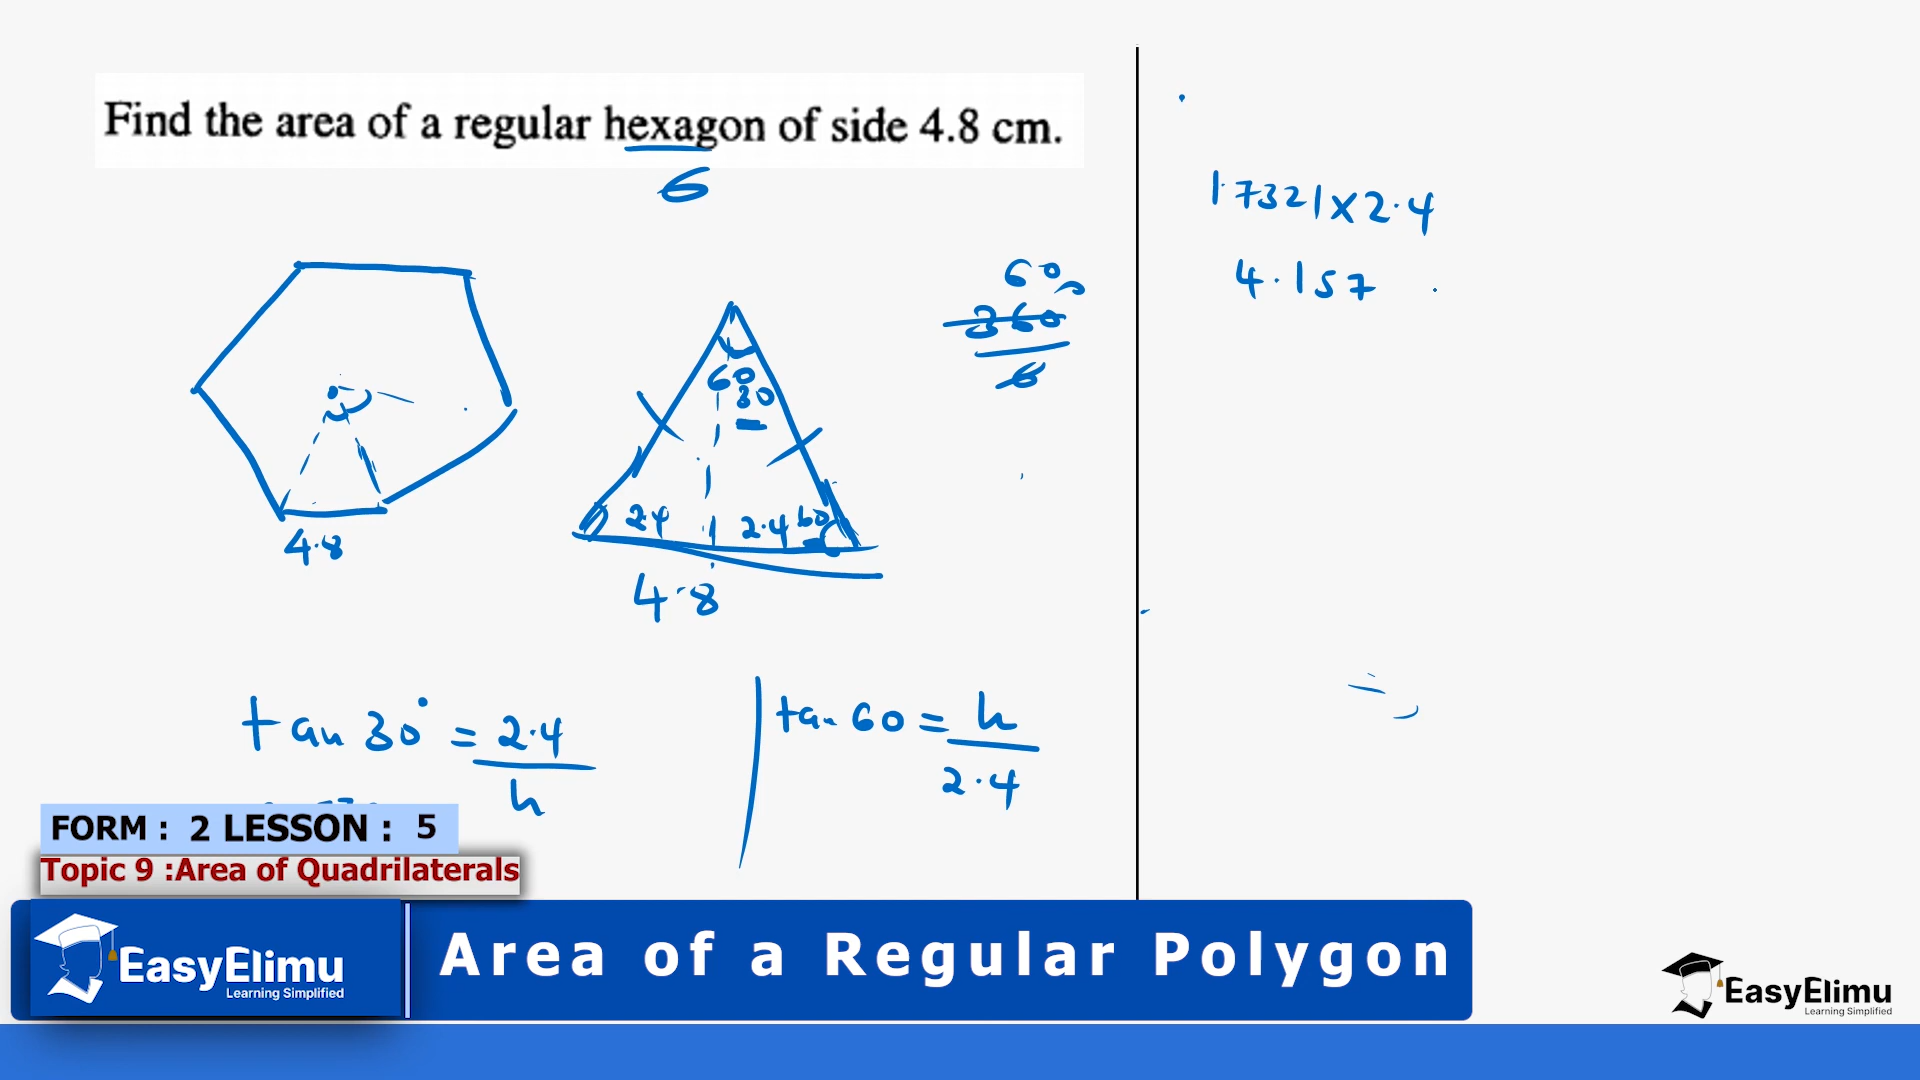 Find the area of a regular hexagon of side 4.8 cm.
6
4.8
60
30
2.4
2.4
60
4.8
60
360
6
tan 30° = 2.4
h
tan 60 = h
2.4
1.7321 x 2.4
4.157
FORM : 2 LESSON : 5
Topic 9 :Area of Quadrilaterals
EasyElimu
Learning Simplified
Area of a Regular Polygon
EasyElimu
Learning Simplified